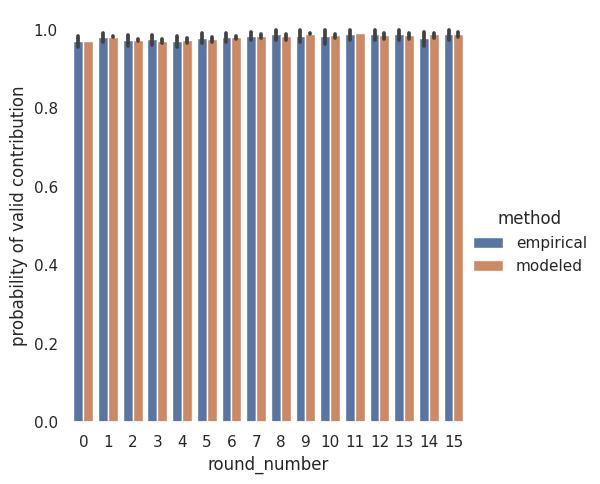 probability of valid contribution
1.0
0.8
0.6
0.4
0.2
0.0
0 1 2 3 4 5 6 7 8 9 10 11 12 13 14 15
round_number
method
empirical
modeled